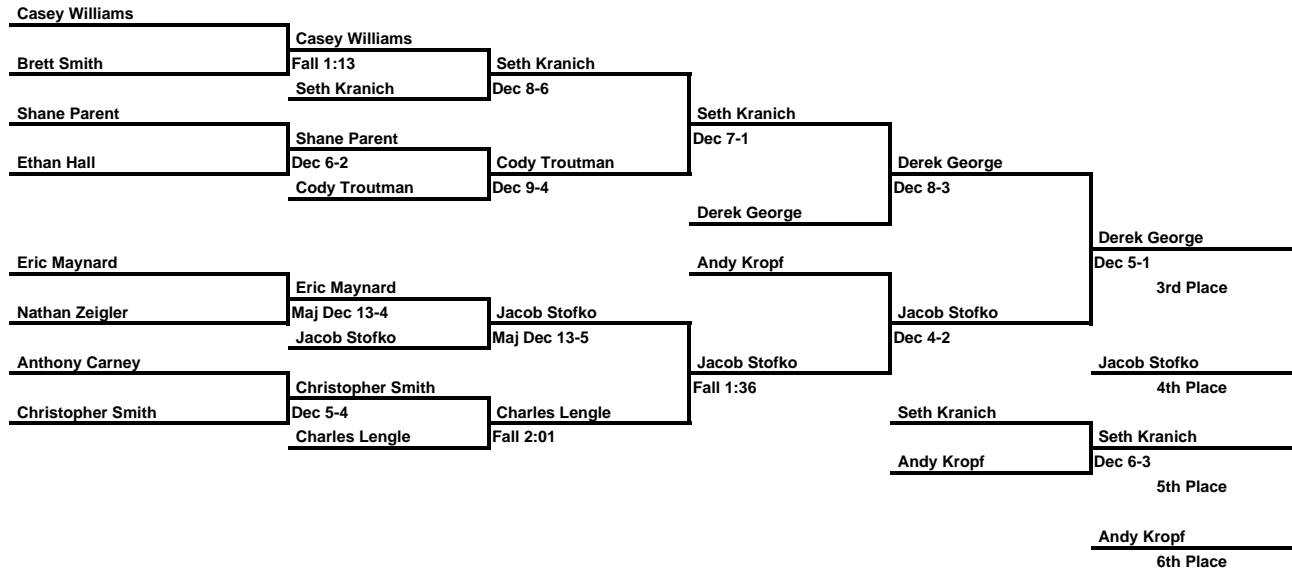 Casey Williams
Casey Williams
Brett Smith
Fall 1:13
Seth Kranich
Seth Kranich
Dec 8-6
Shane Parent
Seth Kranich
Shane Parent
Dec 7-1
Ethan Hall
Dec 6-2
Cody Troutman
Derek George
Cody Troutman
Dec 9-4
Dec 8-3
Derek George
Derek George
Eric Maynard
Andy Kropf
Dec 5-1
Eric Maynard
3rd Place
Nathan Zeigler
Maj Dec 13-4
Jacob Stofko
Jacob Stofko
Jacob Stofko
Maj Dec 13-5
Dec 4-2
Anthony Carney
Jacob Stofko
Jacob Stofko
Christopher Smith
Fall 1:36
4th Place
Christopher Smith
Dec 5-4
Charles Lengle
Seth Kranich
Charles Lengle
Fall 2:01
Seth Kranich
Andy Kropf
Dec 6-3
5th Place
Andy Kropf
6th Place